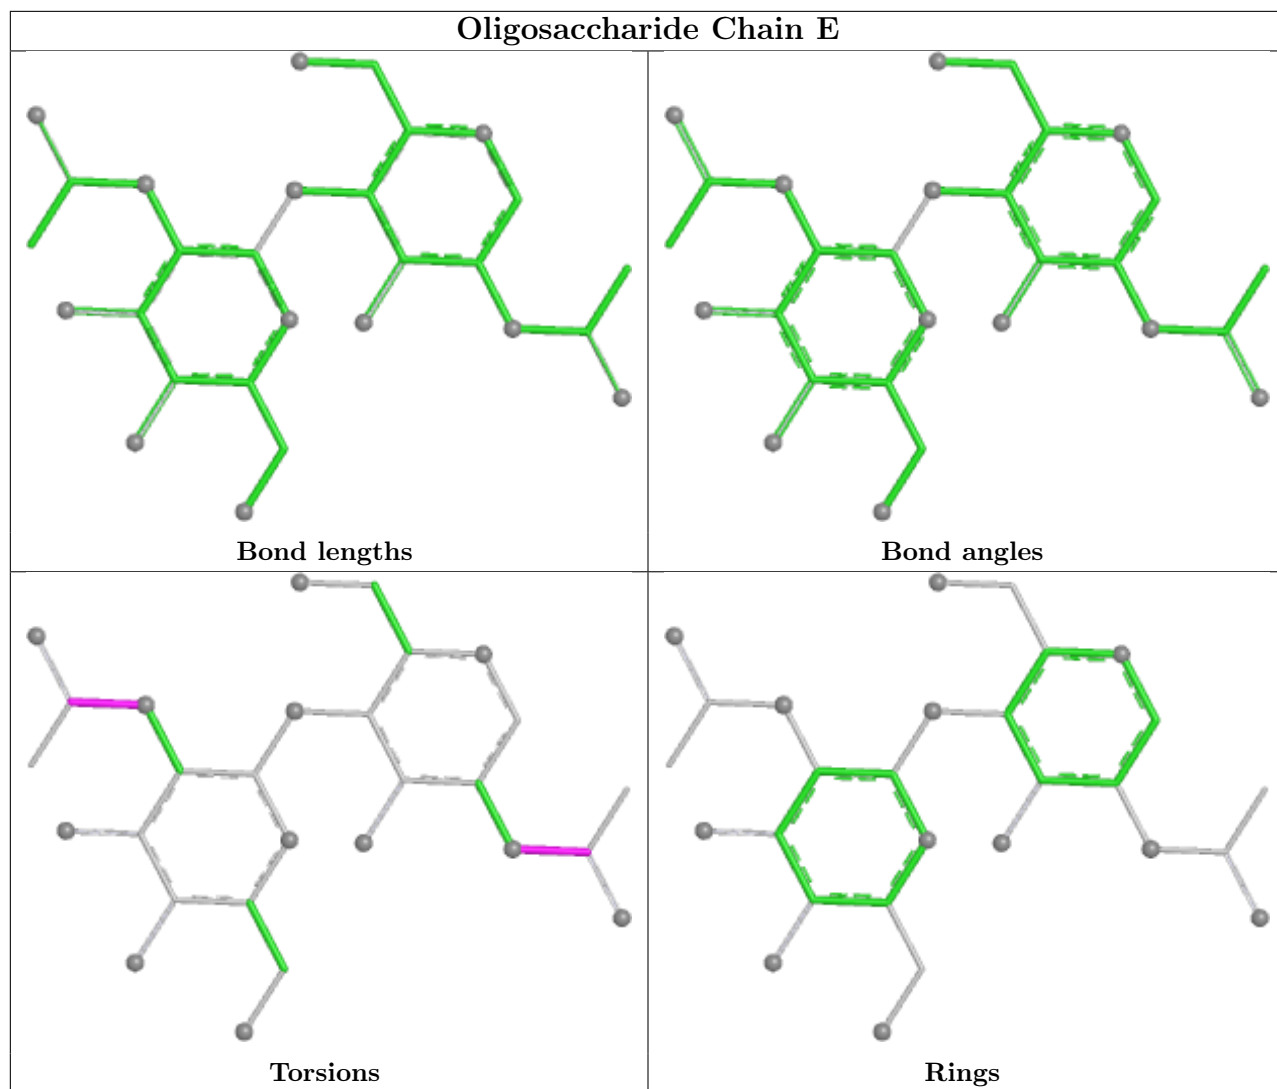 Oligosaccharide Chain E
Bond lengths
Bond angles
Torsions
Rings